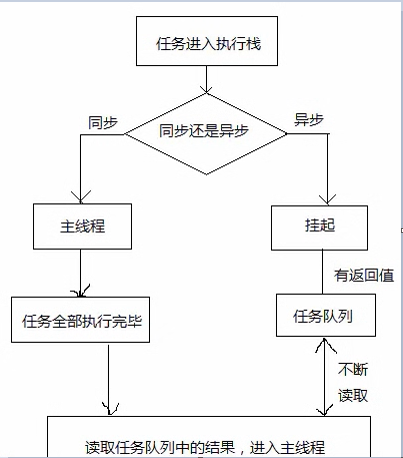 任务进入执行栈
同步
同步还是异步
异步
主线程
挂起
有返回值
任务全部执行完毕
任务队列
不断
读取
读取任务队列中的结果，进入主线程